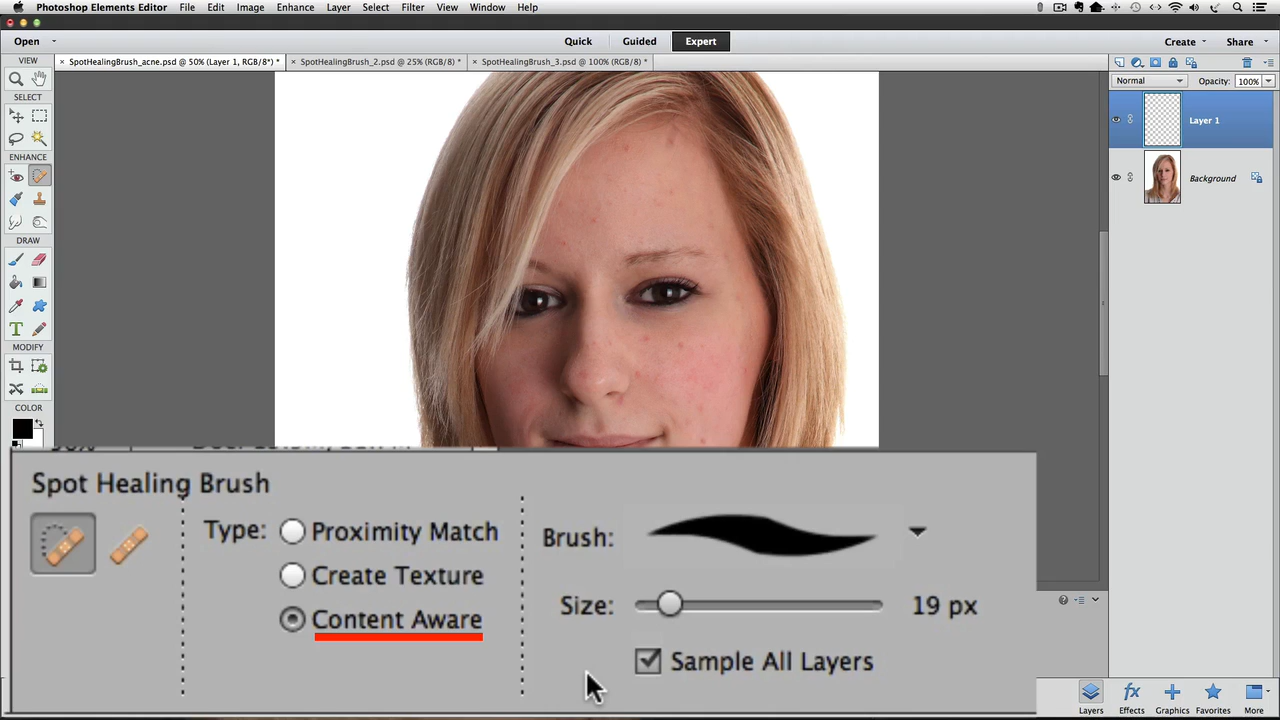 Photoshop Elements Editor File Edit Image Enhance Layer Select Filter View Window Help
Open Quick Guided Expert Create Share
VIEW SpotHealingBrush_acne.psd @ 50% (Layer 1, RGB/8*) * SpotHealingBrush_2.psd @ 25% (RGB/8) * SpotHealingBrush_3.psd @ 100% (RGB/8) *
Normal Opacity: 100%
SELECT
Layer 1
ENHANCE
Background
DRAW
MODIFY
COLOR
Spot Healing Brush
Type: Proximity Match
Brush:
Create Texture
Size: 19 px
Content Aware
Sample All Layers
Layers Effects Graphics Favorites More